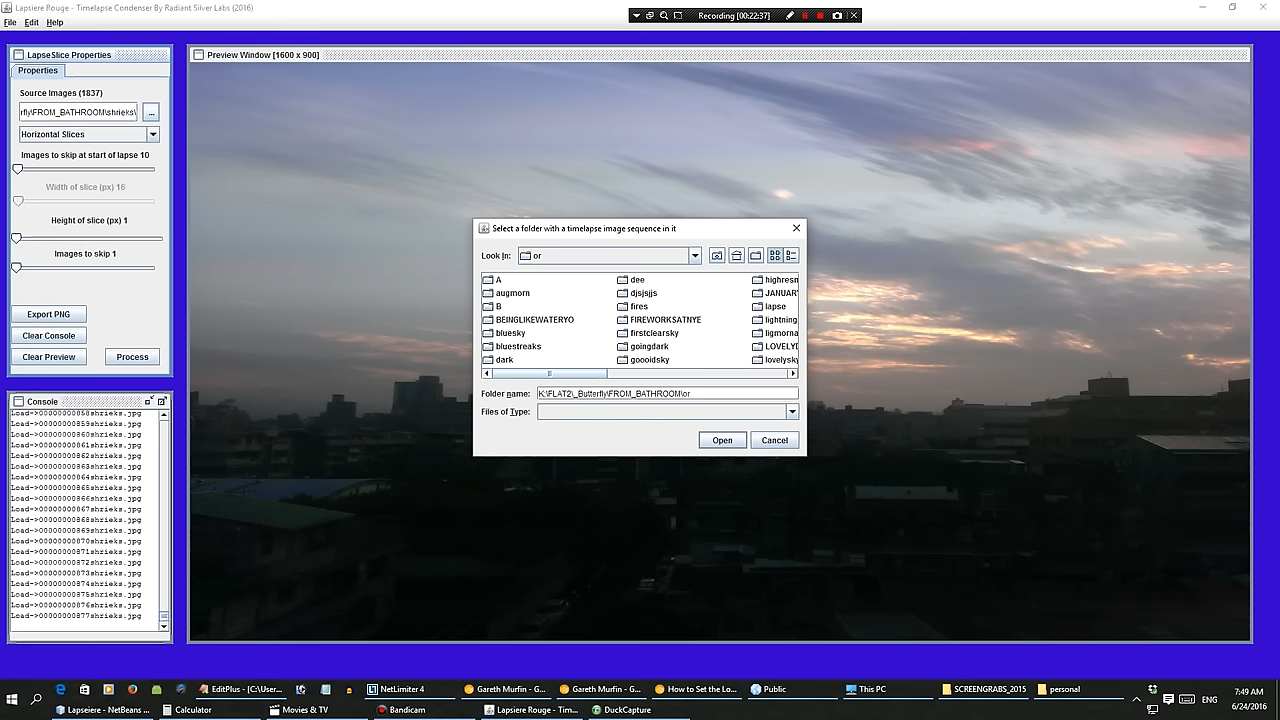 Lapsiere Rouge - Timelapse Condenser By Radiant Silver Labs (2016)
Recording [00:22:37]
File Edit Help
LapseSlice Properties
Properties
Source Images (1837)
rfly\FROM_BATHROOM\shrieks\
...
Horizontal Slices
Images to skip at start of lapse 10
Width of slice (px) 16
Height of slice (px) 1
Images to skip 1
Export PNG
Clear Console
Clear Preview Process
Console
Load->00000000859shrieks.jpg
Load->00000000860shrieks.jpg
Load->00000000861shrieks.jpg
Load->00000000862shrieks.jpg
Load->00000000863shrieks.jpg
Load->00000000864shrieks.jpg
Load->00000000865shrieks.jpg
Load->00000000866shrieks.jpg
Load->00000000867shrieks.jpg
Load->00000000868shrieks.jpg
Load->00000000869shrieks.jpg
Load->00000000870shrieks.jpg
Load->00000000871shrieks.jpg
Load->00000000872shrieks.jpg
Load->00000000873shrieks.jpg
Load->00000000874shrieks.jpg
Load->00000000875shrieks.jpg
Load->00000000876shrieks.jpg
Load->00000000877shrieks.jpg
Preview Window [1600 x 900]
Select a folder with a timelapse image sequence in it
Look In: or
A dee highresn
augmorn djsjsjjs JANUARY
B fires lapse
BEINGLIKEWATERYO FIREWORKSATNYE lightning
bluesky firstclearsky ligmorna
bluestreaks goingdark LOVELYD
dark goooidsky lovelysky
Folder name: K:\FLAT2\_Butterfly\FROM_BATHROOM\or
Files of Type:
Open Cancel
EditPlus - [C:\User... NetLimiter 4 Gareth Murfin - G... Gareth Murfin - G... How to Set the Lo... Public This PC SCREENGRABS_2015 personal
Lapseiere - NetBeans ... Calculator Movies & TV Bandicam Lapsiere Rouge - Tim... DuckCapture
ENG
7:49 AM
6/24/2016